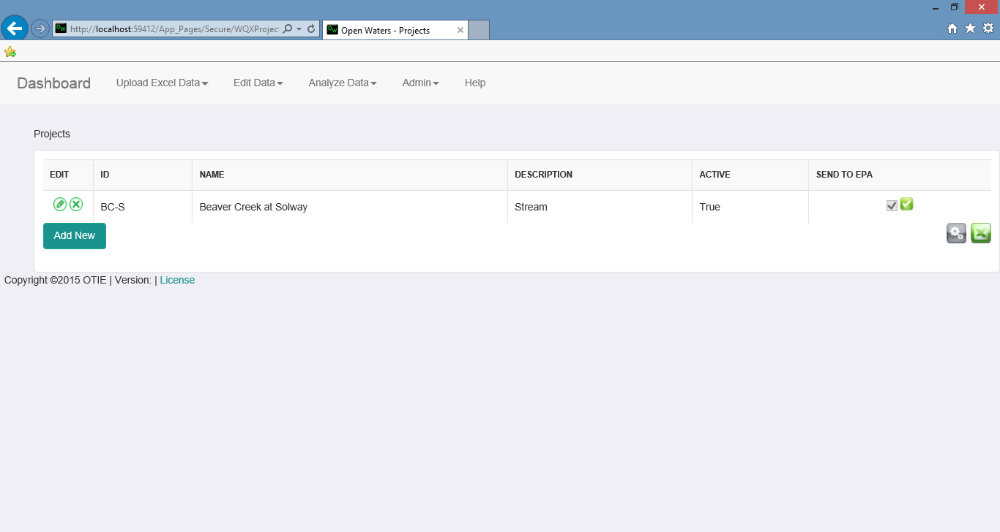 http://localhost:59412/App_Pages/Secure/WQXProjec
Open Waters - Projects
Dashboard Upload Excel Data Edit Data Analyze Data Admin Help
Projects
EDIT ID NAME DESCRIPTION ACTIVE SEND TO EPA
BC-S Beaver Creek at Solway Stream True
Add New
Copyright ©2015 OTIE | Version: | License